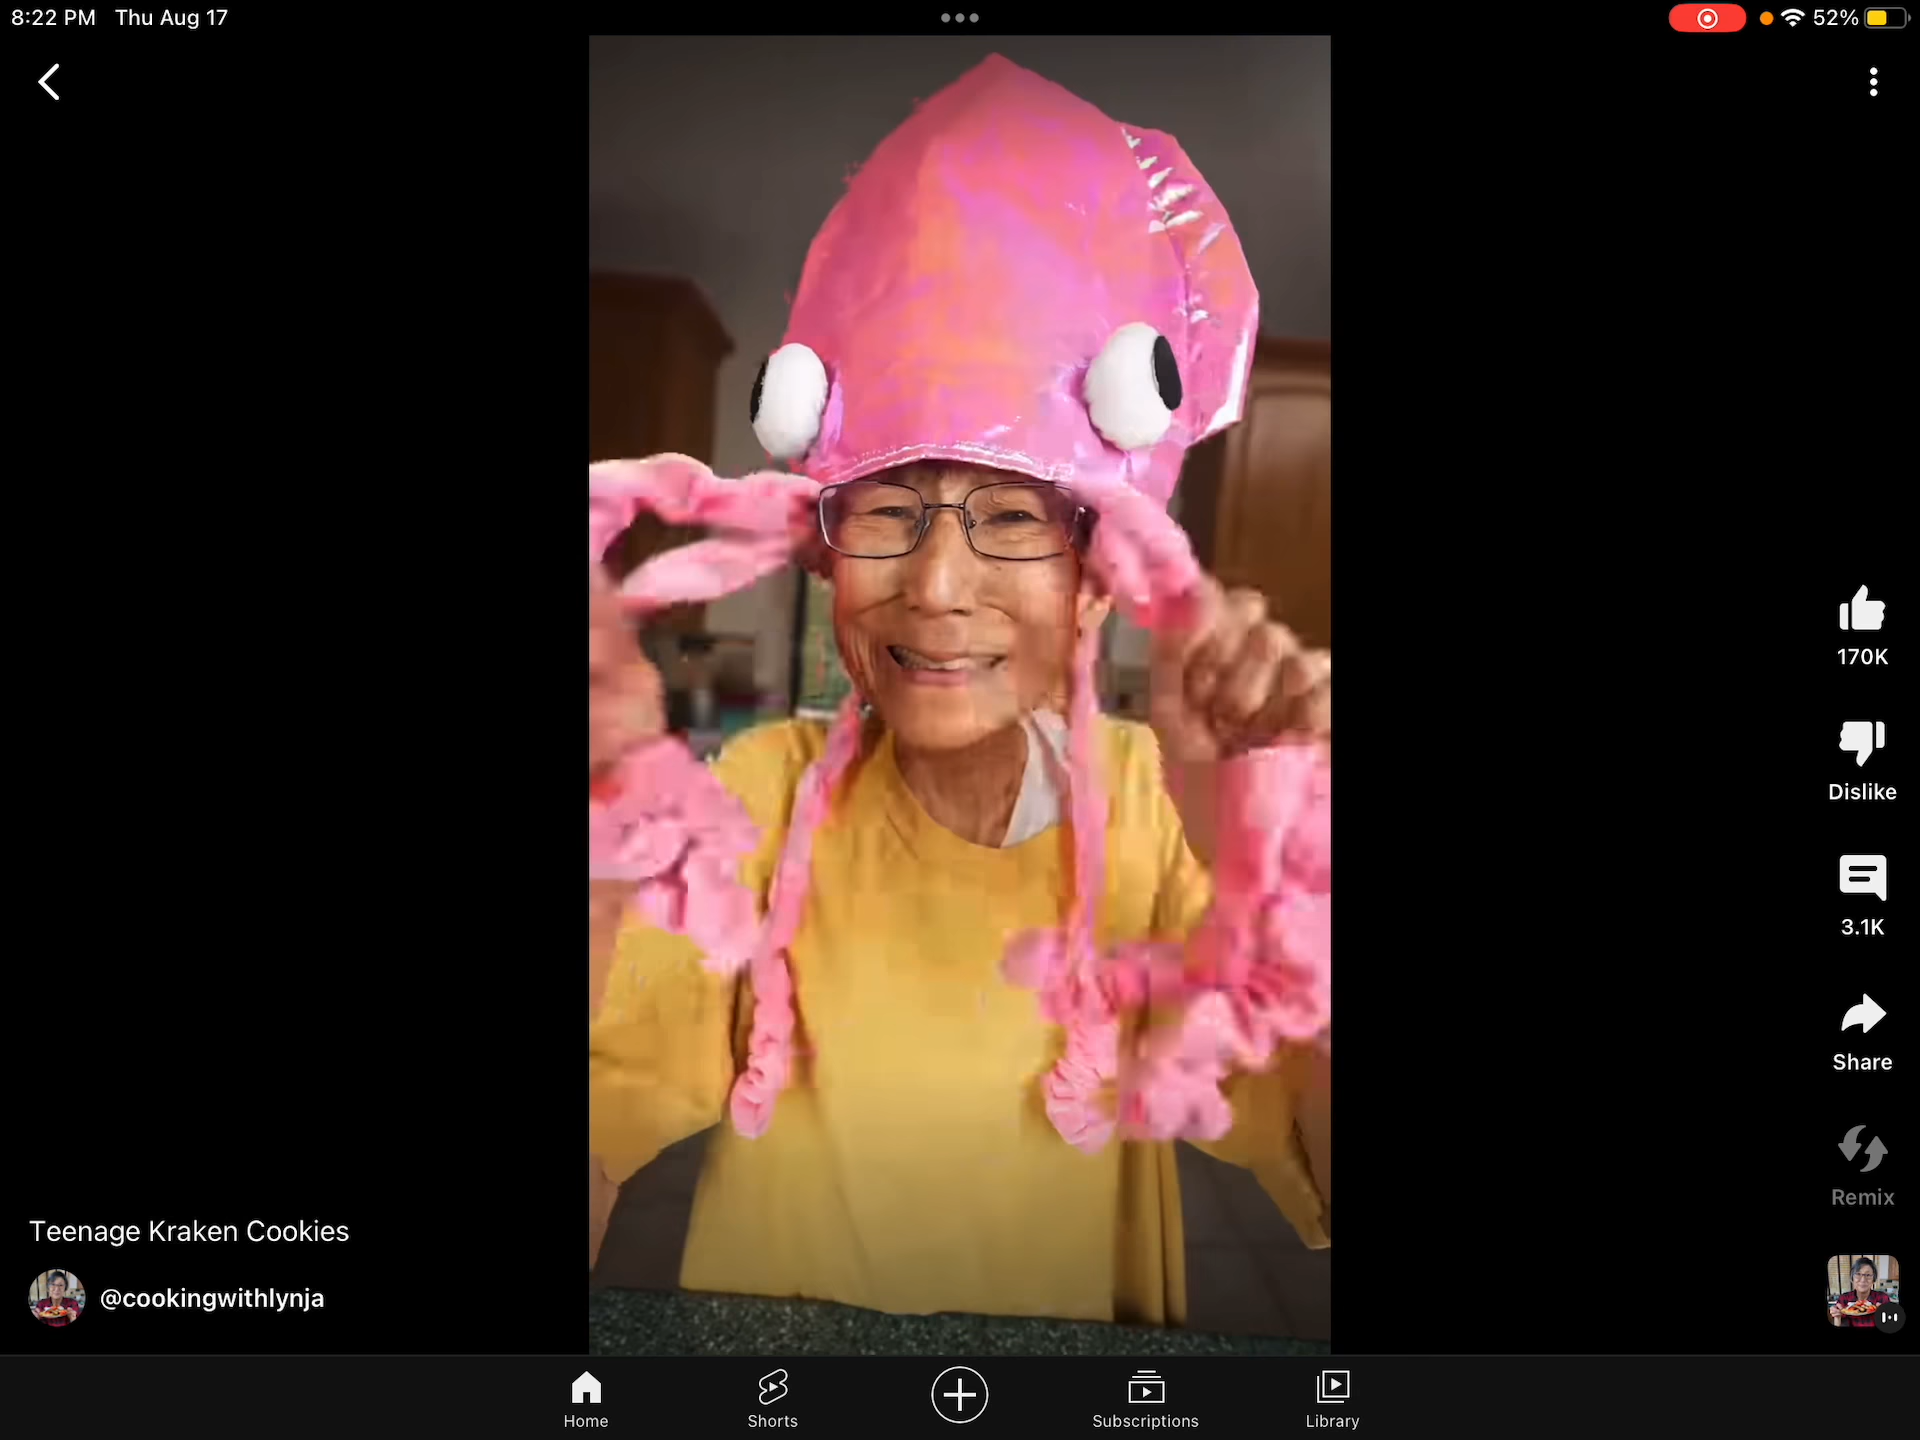 8:22 PM Thu Aug 17
52%
170K
Dislike
3.1K
Share
Remix
Teenage Kraken Cookies
@cookingwithlynja
Home
Shorts
Subscriptions
Library